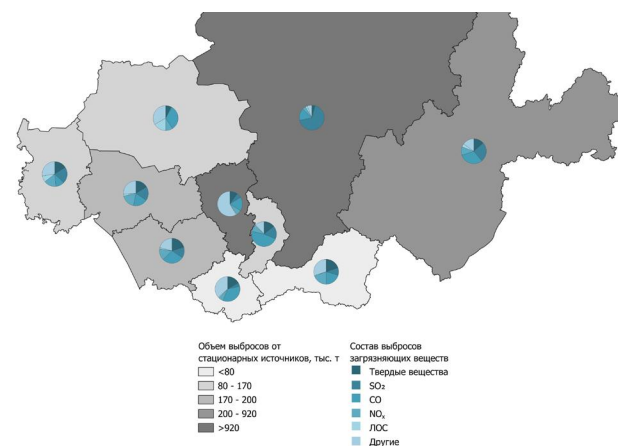 Объем выбросов от
стационарных источников, тыс. т
<80
80 - 170
170 - 200
200 - 920
>920
Состав выбросов
загрязняющих веществ
Твердые вещества
SO₂
CO
NOₓ
ЛОС
Другие